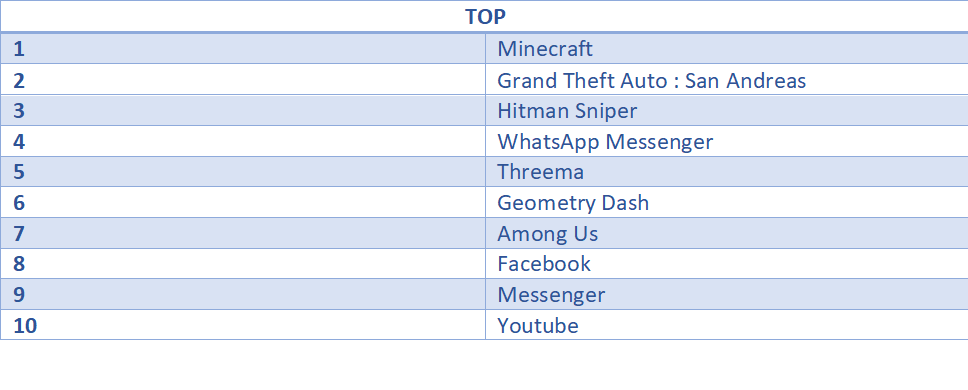 TOP
1 Minecraft
2 Grand Theft Auto : San Andreas
3 Hitman Sniper
4 WhatsApp Messenger
5 Threema
6 Geometry Dash
7 Among Us
8 Facebook
9 Messenger
10 Youtube